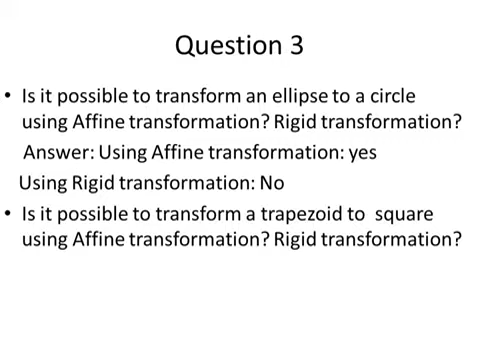 Question 3
• Is it possible to transform an ellipse to a circle
using Affine transformation? Rigid transformation?
Answer: Using Affine transformation: yes
Using Rigid transformation: No
• Is it possible to transform a trapezoid to square
using Affine transformation? Rigid transformation?